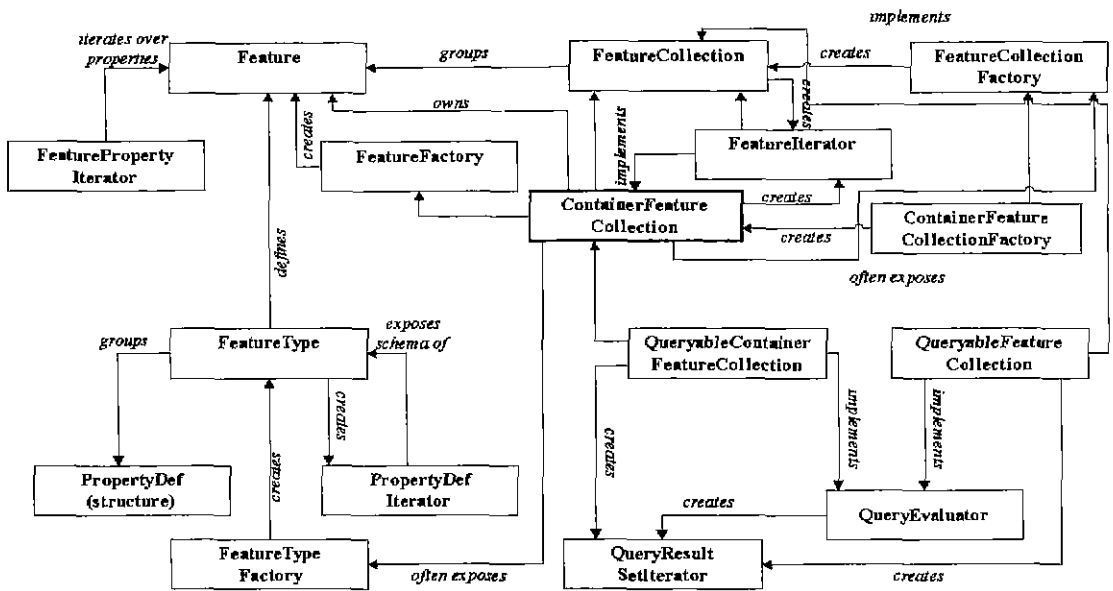 implements
iterates over
properties
Feature
groups
FeatureCollection
creates
FeatureCollection
Factory
owns
creates
creates
implements
FeatureProperty
Iterator
FeatureFactory
FeatureIterator
ContainerFeature
Collection
creates
creates
ContainerFeature
CollectionFactory
often exposes
defines
groups
FeatureType
exposes
schema of
QueryableContainer
FeatureCollection
QueryableFeature
Collection
creates
creates
implements
implements
PropertyDef
(structure)
creates
PropertyDef
Iterator
creates
QueryEvaluator
FeatureType
Factory
often exposes
QueryResult
SetIterator
creates